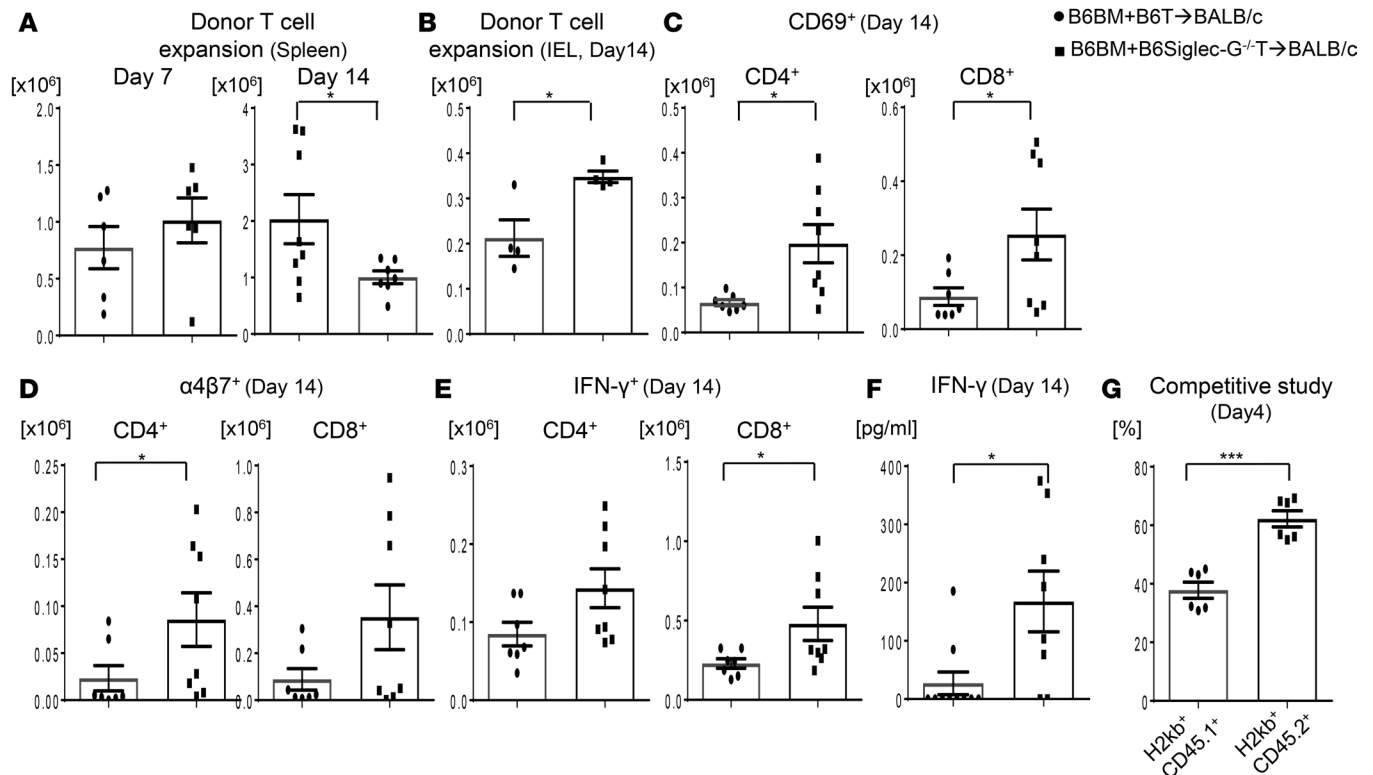 A
Donor T cell
expansion (Spleen)
Day 7
Day 14
[x10⁶]
2.0
1.5
1.0
0.5
0.0
[x10⁶]
*
4
3
2
1
0
B
Donor T cell
expansion (IEL, Day14)
[x10⁶]
*
0.5
0.4
0.3
0.2
0.1
0.0
C
CD69⁺ (Day 14)
CD4⁺
[x10⁶]
*
0.5
0.4
0.3
0.2
0.1
0.0
CD8⁺
[x10⁶]
*
0.6
0.4
0.2
0.0
B6BM+B6T→BALB/c
B6BM+B6Siglec-G⁻/⁻T→BALB/c
D
α4β7⁺ (Day 14)
[x10⁶]
CD4⁺
*
0.25
0.20
0.15
0.10
0.05
0.00
[x10⁶]
CD8⁺
1.0
0.8
0.6
0.4
0.2
0.0
E
IFN-γ⁺ (Day 14)
[x10⁶]
CD4⁺
0.3
0.2
0.1
0.0
[x10⁶]
CD8⁺
*
1.5
1.0
0.5
0.0
F
IFN-γ (Day 14)
[pg/ml]
*
400
300
200
100
0
G
Competitive study
(Day4)
[%]
***
80
60
40
20
0
H2kb⁺
CD45.1⁺
H2kb⁺
CD45.2⁺